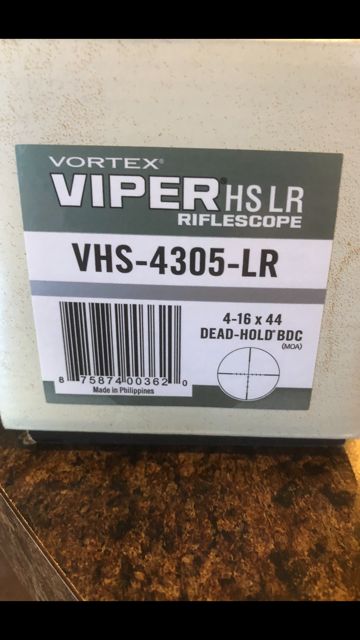 VORTEX®
VIPER® HS LR
RIFLESCOPE
VHS-4305-LR
4-16 x 44
DEAD-HOLD® BDC
(MOA)
8 75874 00362 0
Made in Philippines